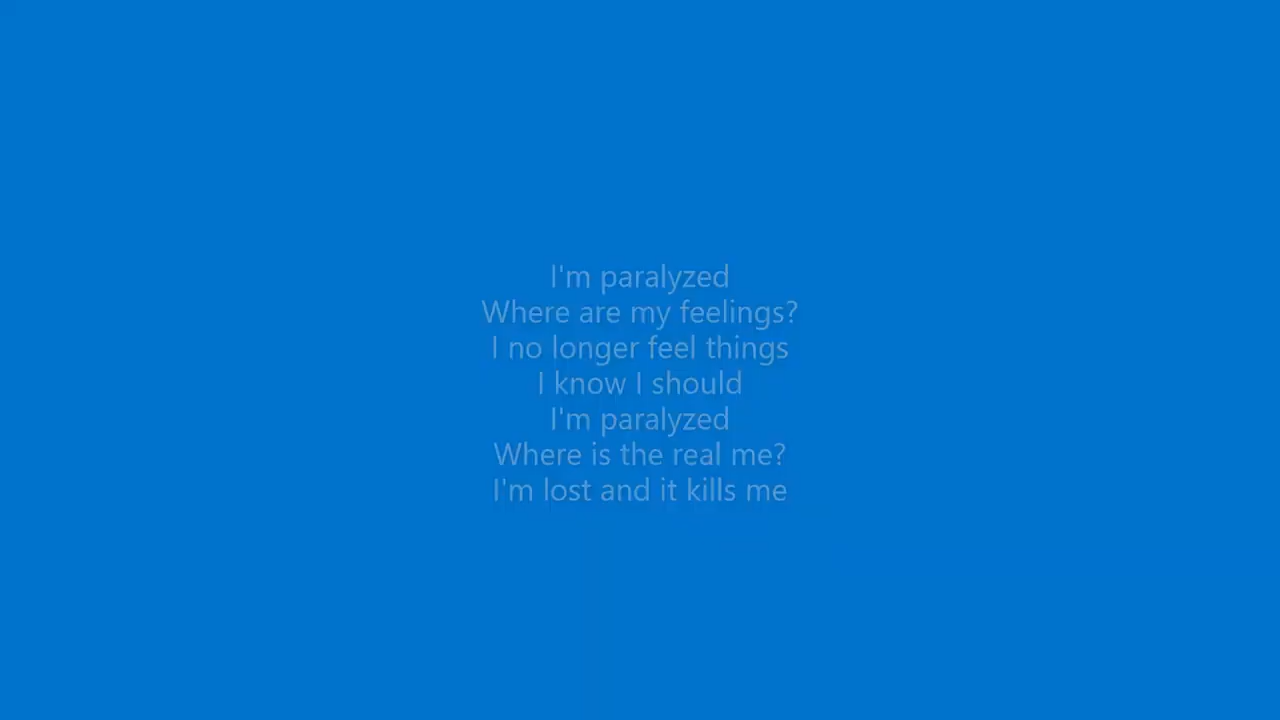 I'm paralyzed
Where are my feelings?
I no longer feel things
I know I should
I'm paralyzed
Where is the real me?
I'm lost and it kills me